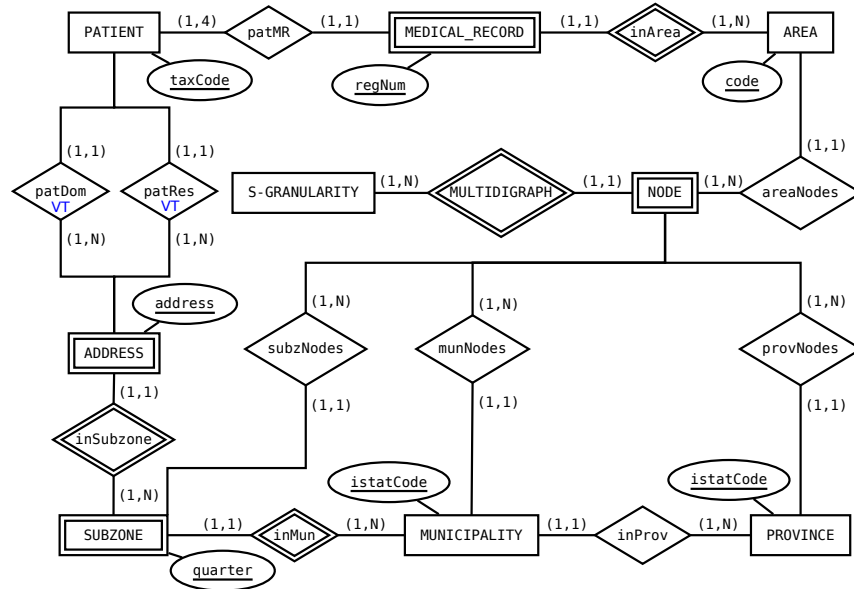 PATIENT (1,4) patMR (1,1) MEDICAL_RECORD (1,1) inArea (1,N) AREA
taxCode regNum code
(1,1) (1,1) (1,1)
patDom patRes S-GRANULARITY (1,N) MULTIDIGRAPH (1,1) NODE (1,N) areaNodes
VT VT
(1,N) (1,N)
address (1,N) (1,N) (1,N)
ADDRESS subzNodes munNodes provNodes
(1,1) (1,1) (1,1) (1,1)
inSubzone
istatCode istatCode
(1,N)
SUBZONE (1,1) inMun (1,N) MUNICIPALITY (1,1) inProv (1,N) PROVINCE
quarter